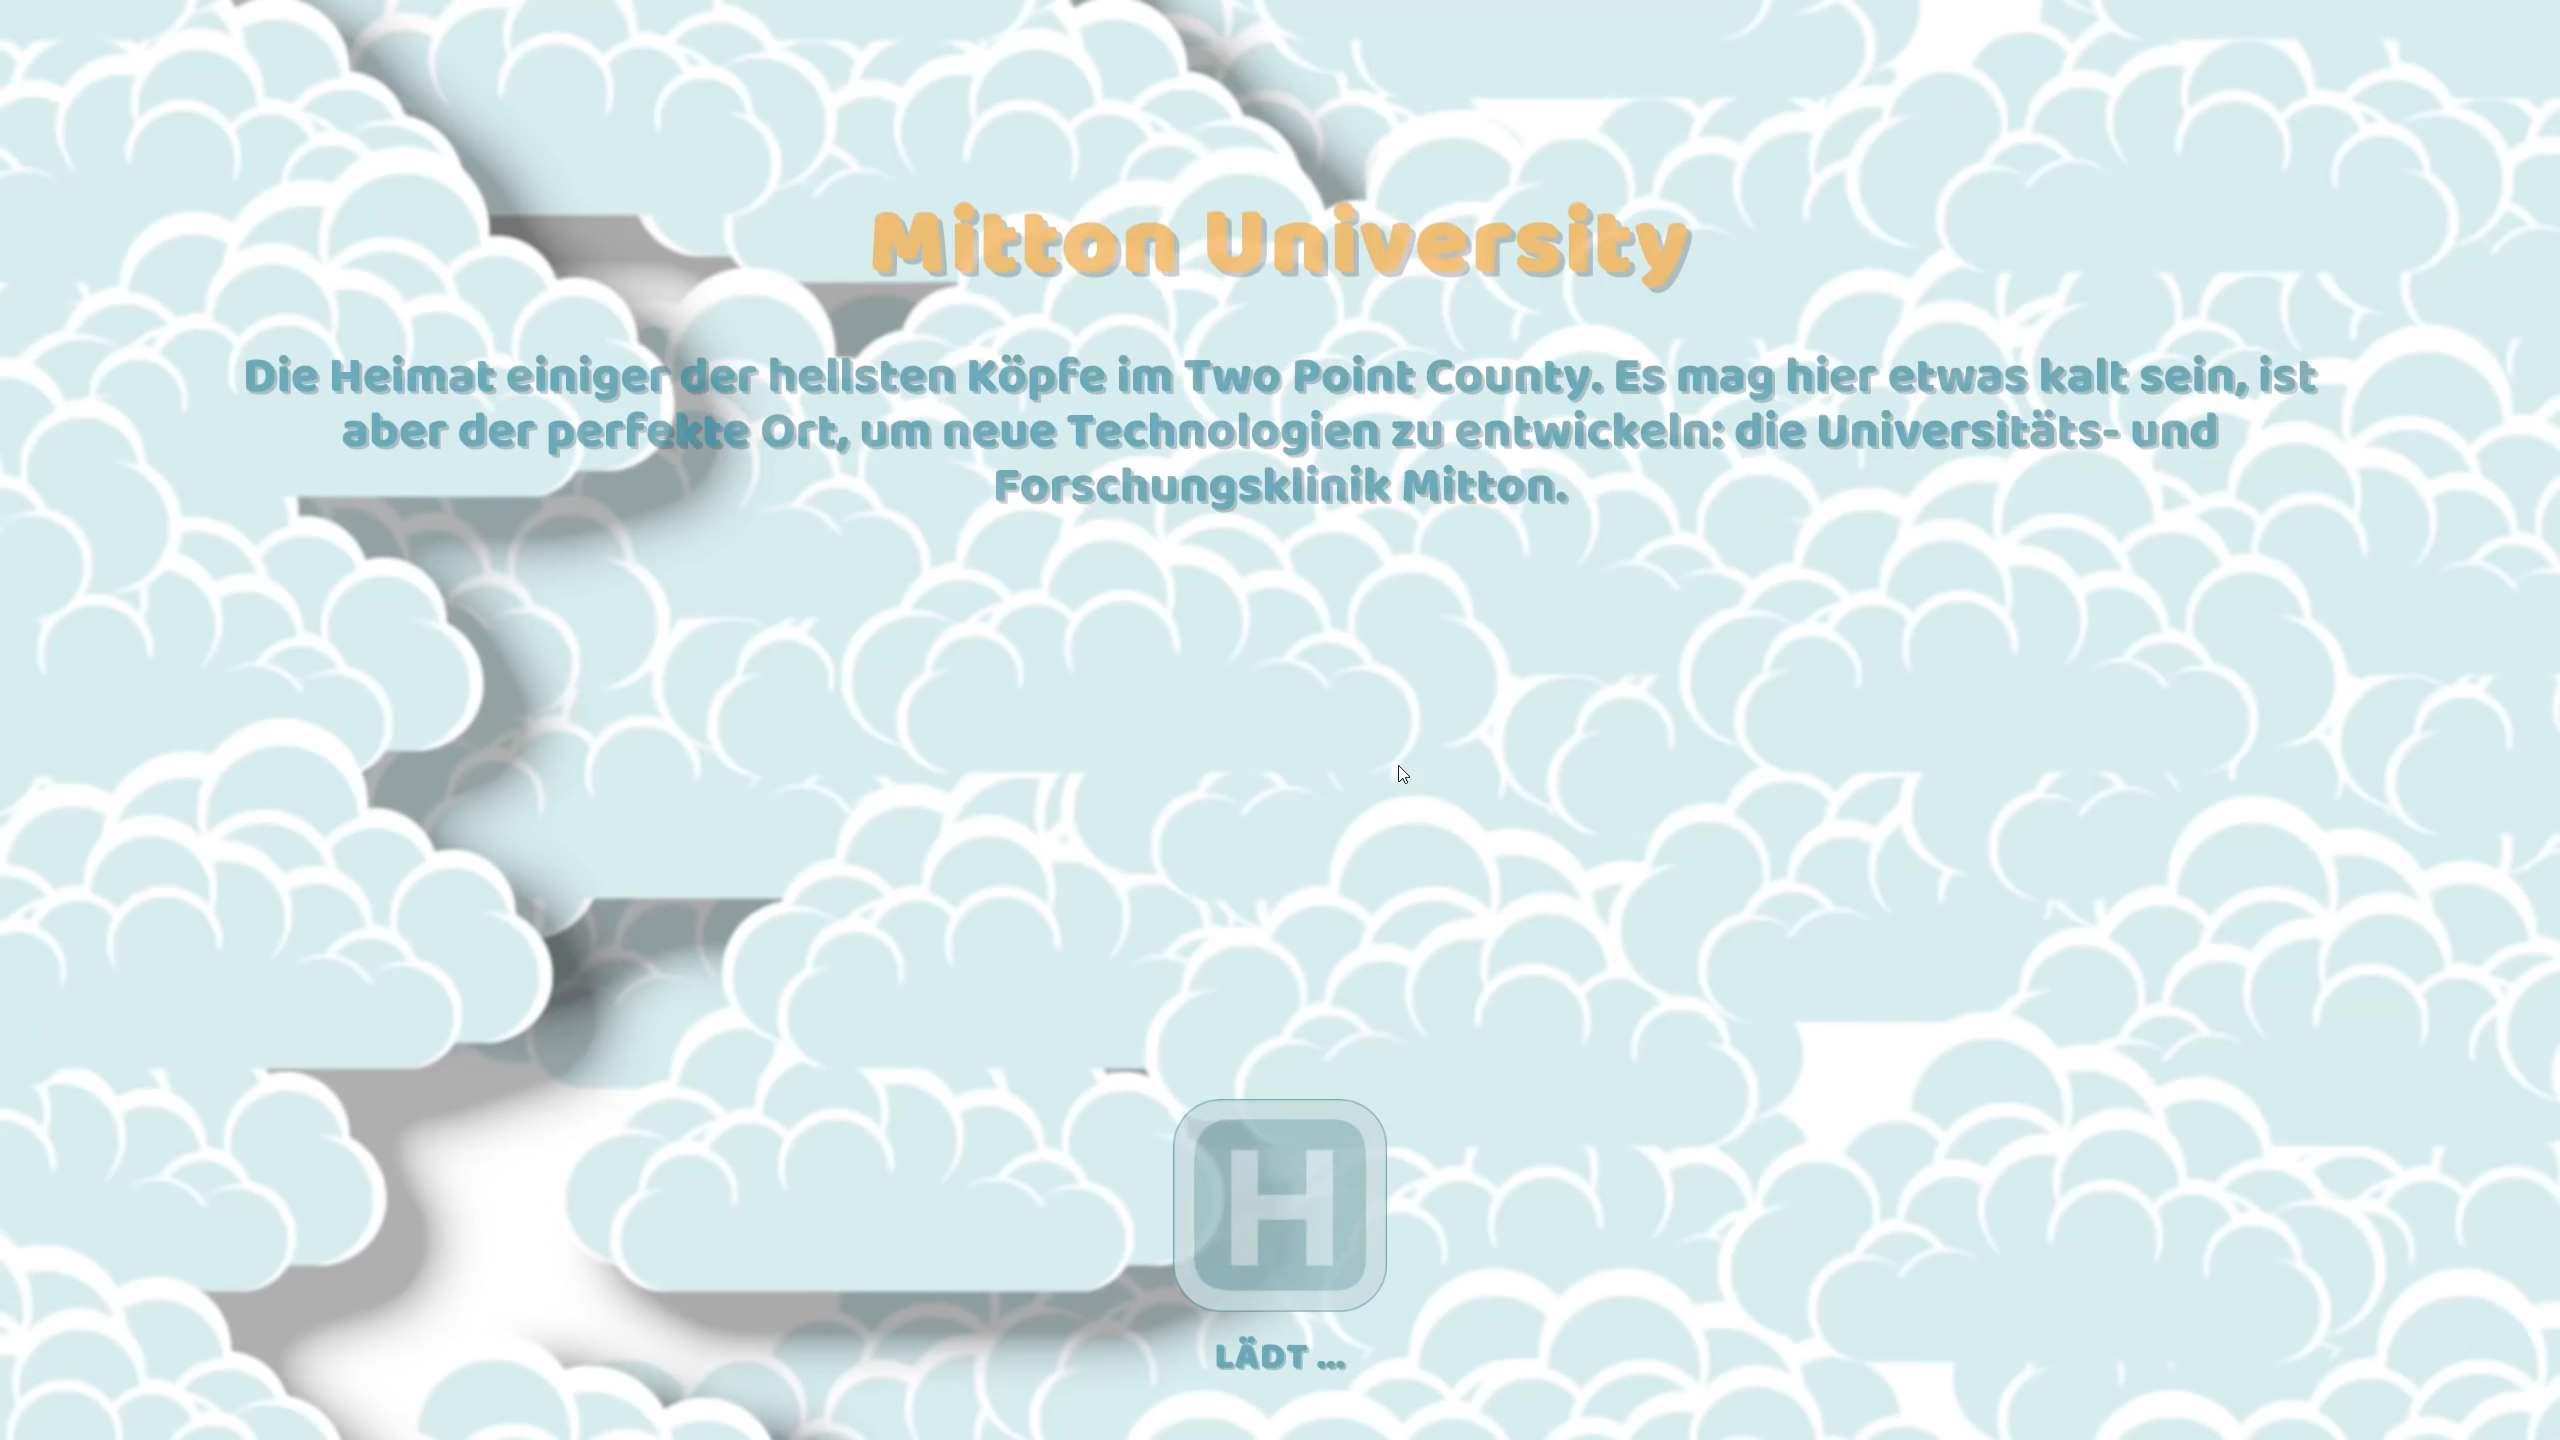 Mitton University
Die Heimat einiger der hellsten Köpfe im Two Point County. Es mag hier etwas kalt sein, ist
aber der perfekte Ort, um neue Technologien zu entwickeln: die Universitäts- und
Forschungsklinik Mitton.
H
LÄDT ...